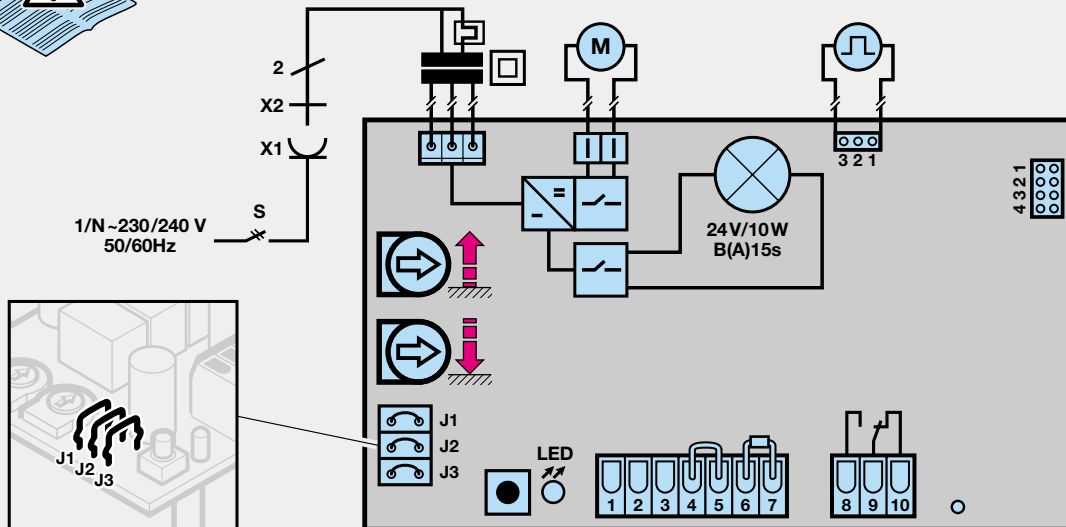 2
X2
X1
S
1/N ~230/240 V
50/60Hz
M
3 2 1
4 3 2 1
24V/10W
B(A)15s
J1
J2
J3
J1
J2
J3
LED
1 2 3 4 5 6 7
8 9 10